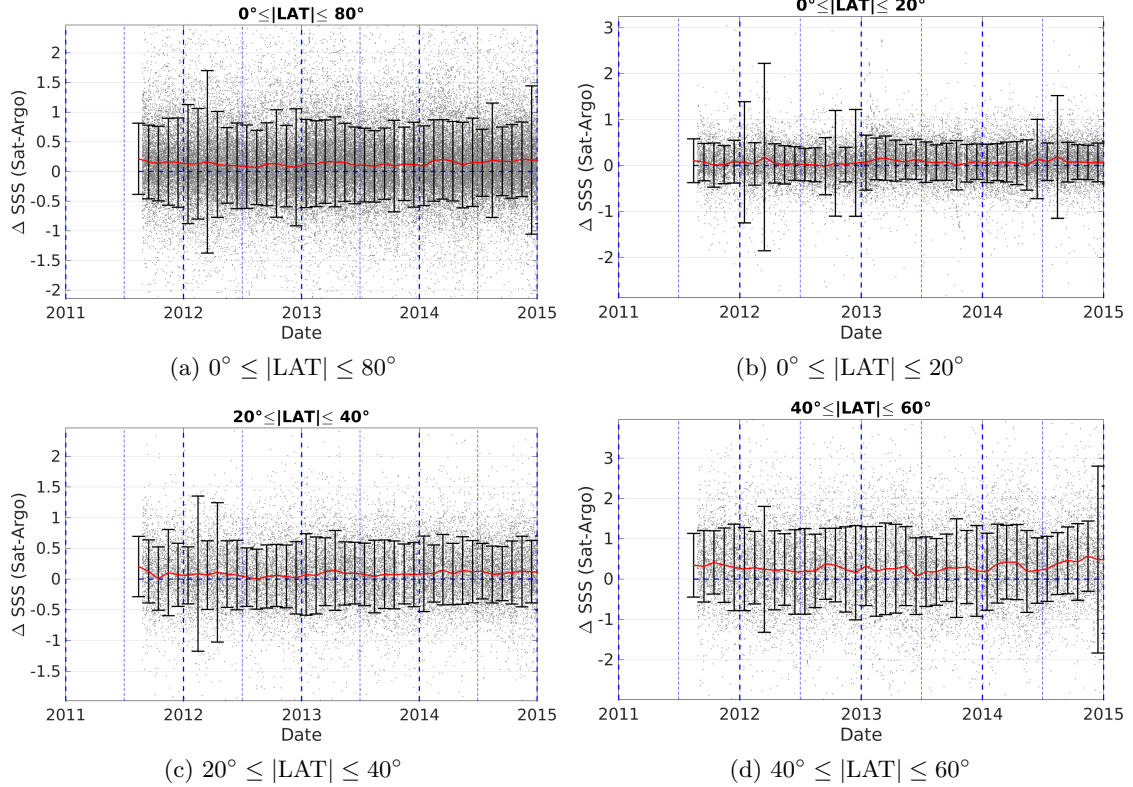 0°≤|LAT|≤ 80°
Δ SSS (Sat-Argo)
2
1.5
1
0.5
0
-0.5
-1
-1.5
-2
2011 2012 2013 2014 2015
Date
(a) 0° ≤ |LAT| ≤ 80°
0°≤|LAT|≤ 20°
Δ SSS (Sat-Argo)
3
2
1
0
-1
-2
2011 2012 2013 2014 2015
Date
(b) 0° ≤ |LAT| ≤ 20°
20°≤|LAT|≤ 40°
Δ SSS (Sat-Argo)
2
1.5
1
0.5
0
-0.5
-1
-1.5
2011 2012 2013 2014 2015
Date
(c) 20° ≤ |LAT| ≤ 40°
40°≤|LAT|≤ 60°
Δ SSS (Sat-Argo)
3
2
1
0
-1
-2
2011 2012 2013 2014 2015
Date
(d) 40° ≤ |LAT| ≤ 60°